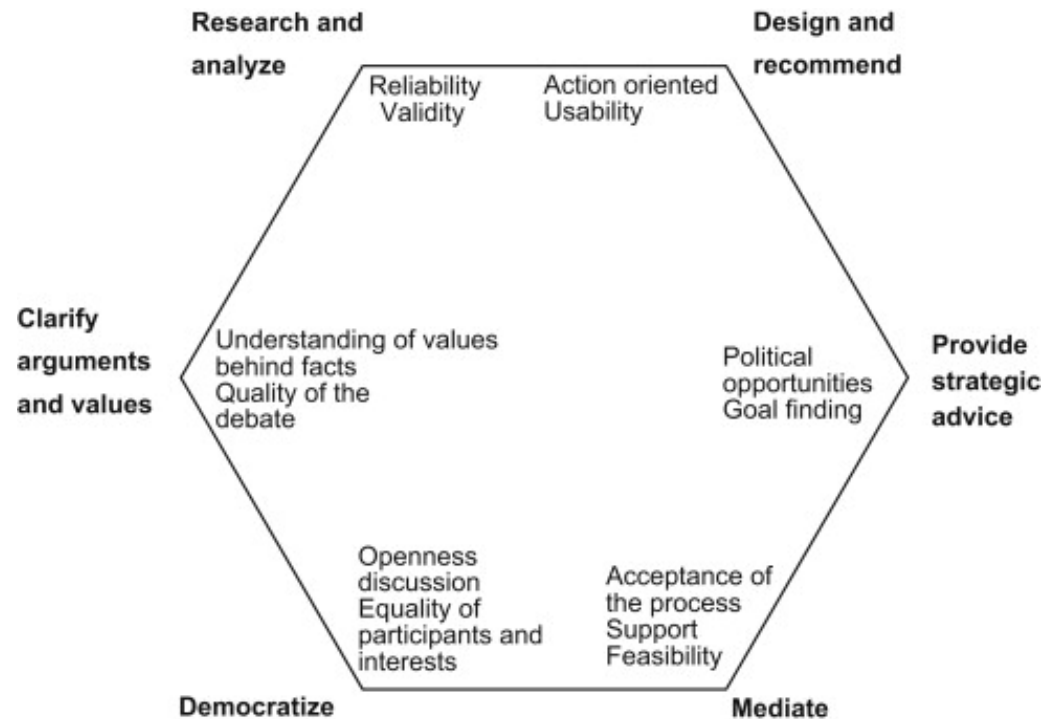 Research and
analyze
Design and
recommend
Reliability
Validity
Action oriented
Usability
Clarify
arguments
and values
Understanding of values
behind facts
Quality of the
debate
Political
opportunities
Goal finding
Provide
strategic
advice
Openness
discussion
Equality of
participants and
interests
Acceptance of
the process
Support
Feasibility
Democratize
Mediate